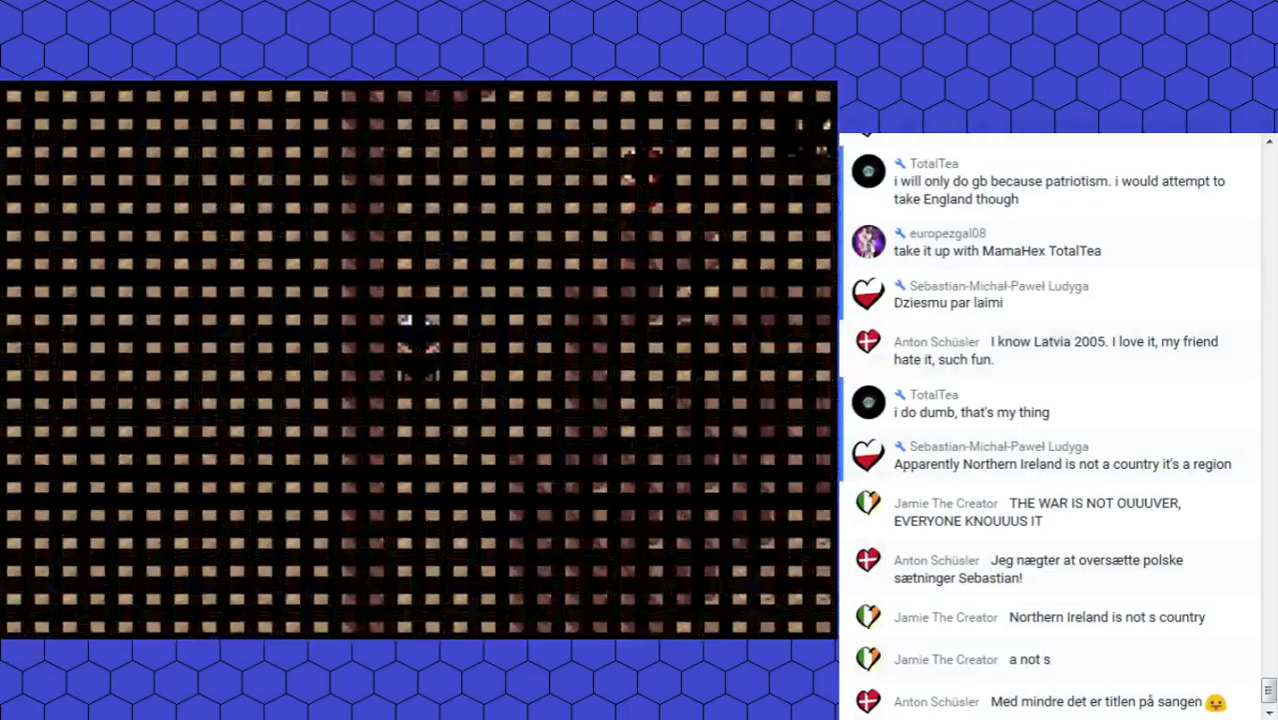 TotalTea
i will only do gb because patriotism. i would attempt to
take England though
europezgal08
take it up with MamaHex TotalTea
Sebastian-Michał-Paweł Ludyga
Dziesmu par laimi
Anton Schüsler I know Latvia 2005. I love it, my friend
hate it, such fun.
TotalTea
i do dumb, that's my thing
Sebastian-Michał-Paweł Ludyga
Apparently Northern Ireland is not a country it's a region
Jamie The Creator THE WAR IS NOT OUUUVER,
EVERYONE KNOUUUS IT
Anton Schüsler Jeg nægter at oversætte polske
sætninger Sebastian!
Jamie The Creator Northern Ireland is not s country
Jamie The Creator a not s
Anton Schüsler Med mindre det er titlen på sangen